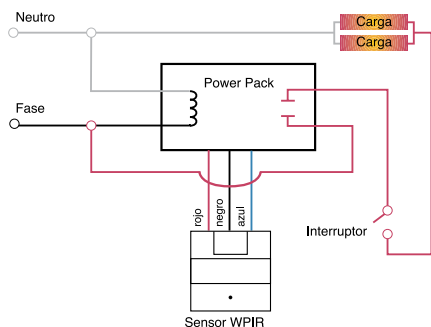 Neutro
Carga
Carga
Power Pack
Fase
rojo
negro
azul
Interruptor
Sensor WPIR